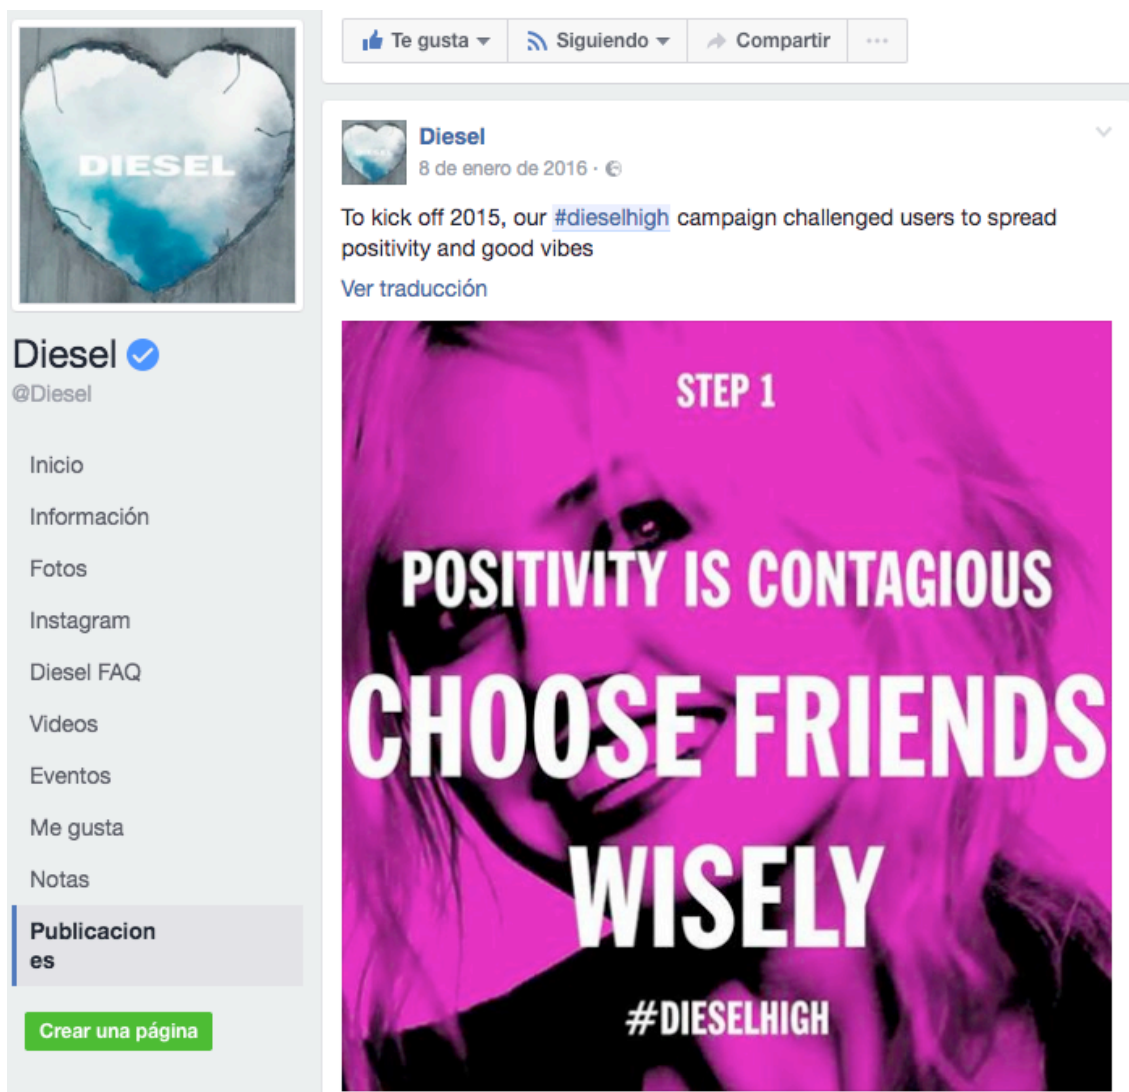 DIESEL
Diesel
@Diesel
Inicio
Información
Fotos
Instagram
Diesel FAQ
Videos
Eventos
Me gusta
Notas
Publicacion
es
Crear una página
Te gusta
Siguiendo
Compartir
Diesel
8 de enero de 2016 ·
To kick off 2015, our #dieselhigh campaign challenged users to spread
positivity and good vibes
Ver traducción
STEP 1
POSITIVITY IS CONTAGIOUS
CHOOSE FRIENDS
WISELY
#DIESELHIGH